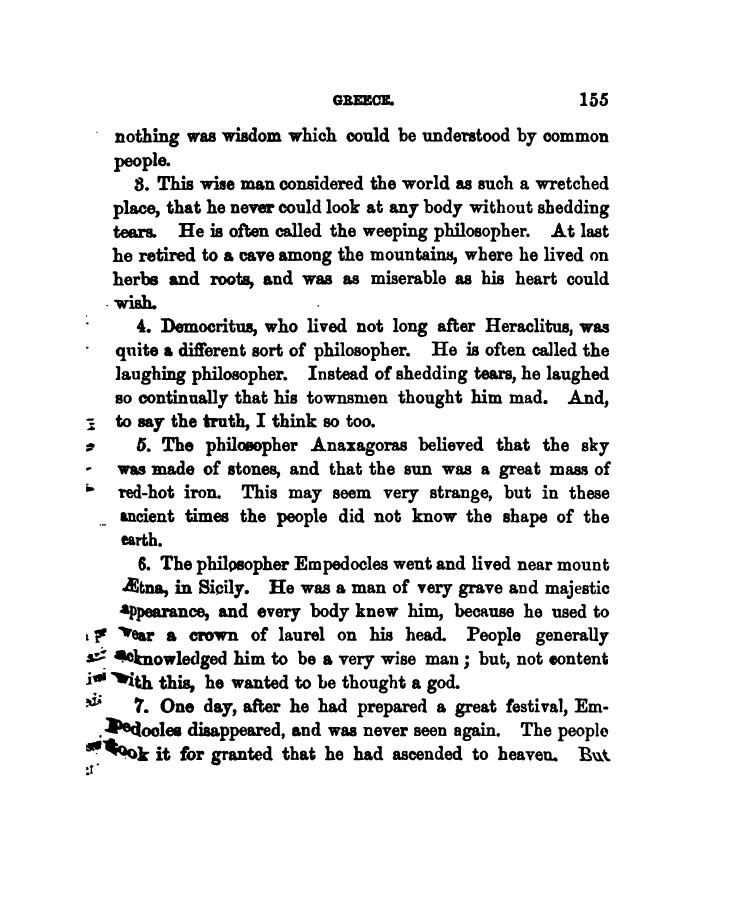 GREECE. 155
nothing was wisdom which could be understood by common
people.
3. This wise man considered the world as such a wretched
place, that he never could look at any body without shedding
tears. He is often called the weeping philosopher. At last
he retired to a cave among the mountains, where he lived on
herbs and roots, and was as miserable as his heart could
wish.
4. Democritus, who lived not long after Heraclitus, was
quite a different sort of philosopher. He is often called the
laughing philosopher. Instead of shedding tears, he laughed
so continually that his townsmen thought him mad. And,
to say the truth, I think so too.
5. The philosopher Anaxagoras believed that the sky
was made of stones, and that the sun was a great mass of
red-hot iron. This may seem very strange, but in these
ancient times the people did not know the shape of the
earth.
6. The philosopher Empedocles went and lived near mount
Ætna, in Sicily. He was a man of very grave and majestic
appearance, and every body knew him, because he used to
wear a crown of laurel on his head. People generally
acknowledged him to be a very wise man; but, not content
with this, he wanted to be thought a god.
7. One day, after he had prepared a great festival, Em-
pedocles disappeared, and was never seen again. The people
took it for granted that he had ascended to heaven. But